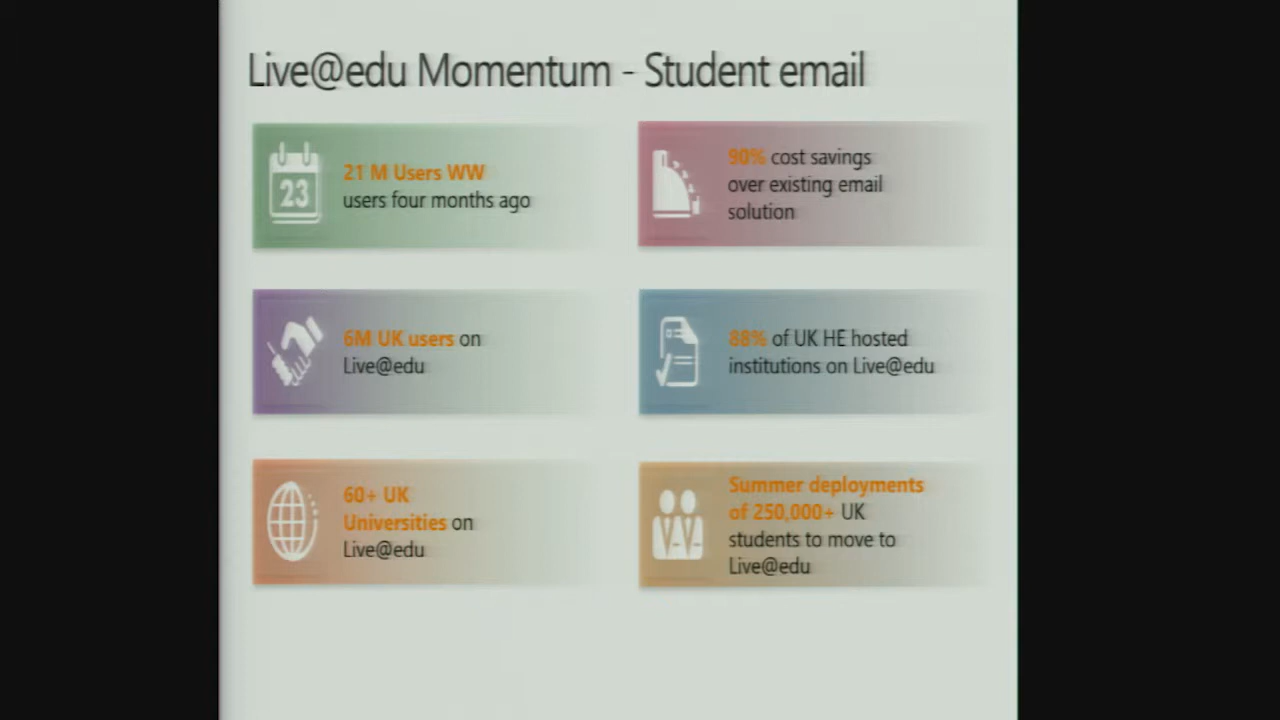 Live@edu Momentum - Student email
23
21 M Users WW
users four months ago
90% cost savings
over existing email
solution
6M UK users on
Live@edu
88% of UK HE hosted
institutions on Live@edu
60+ UK
Universities on
Live@edu
Summer deployments
of 250,000+ UK
students to move to
Live@edu